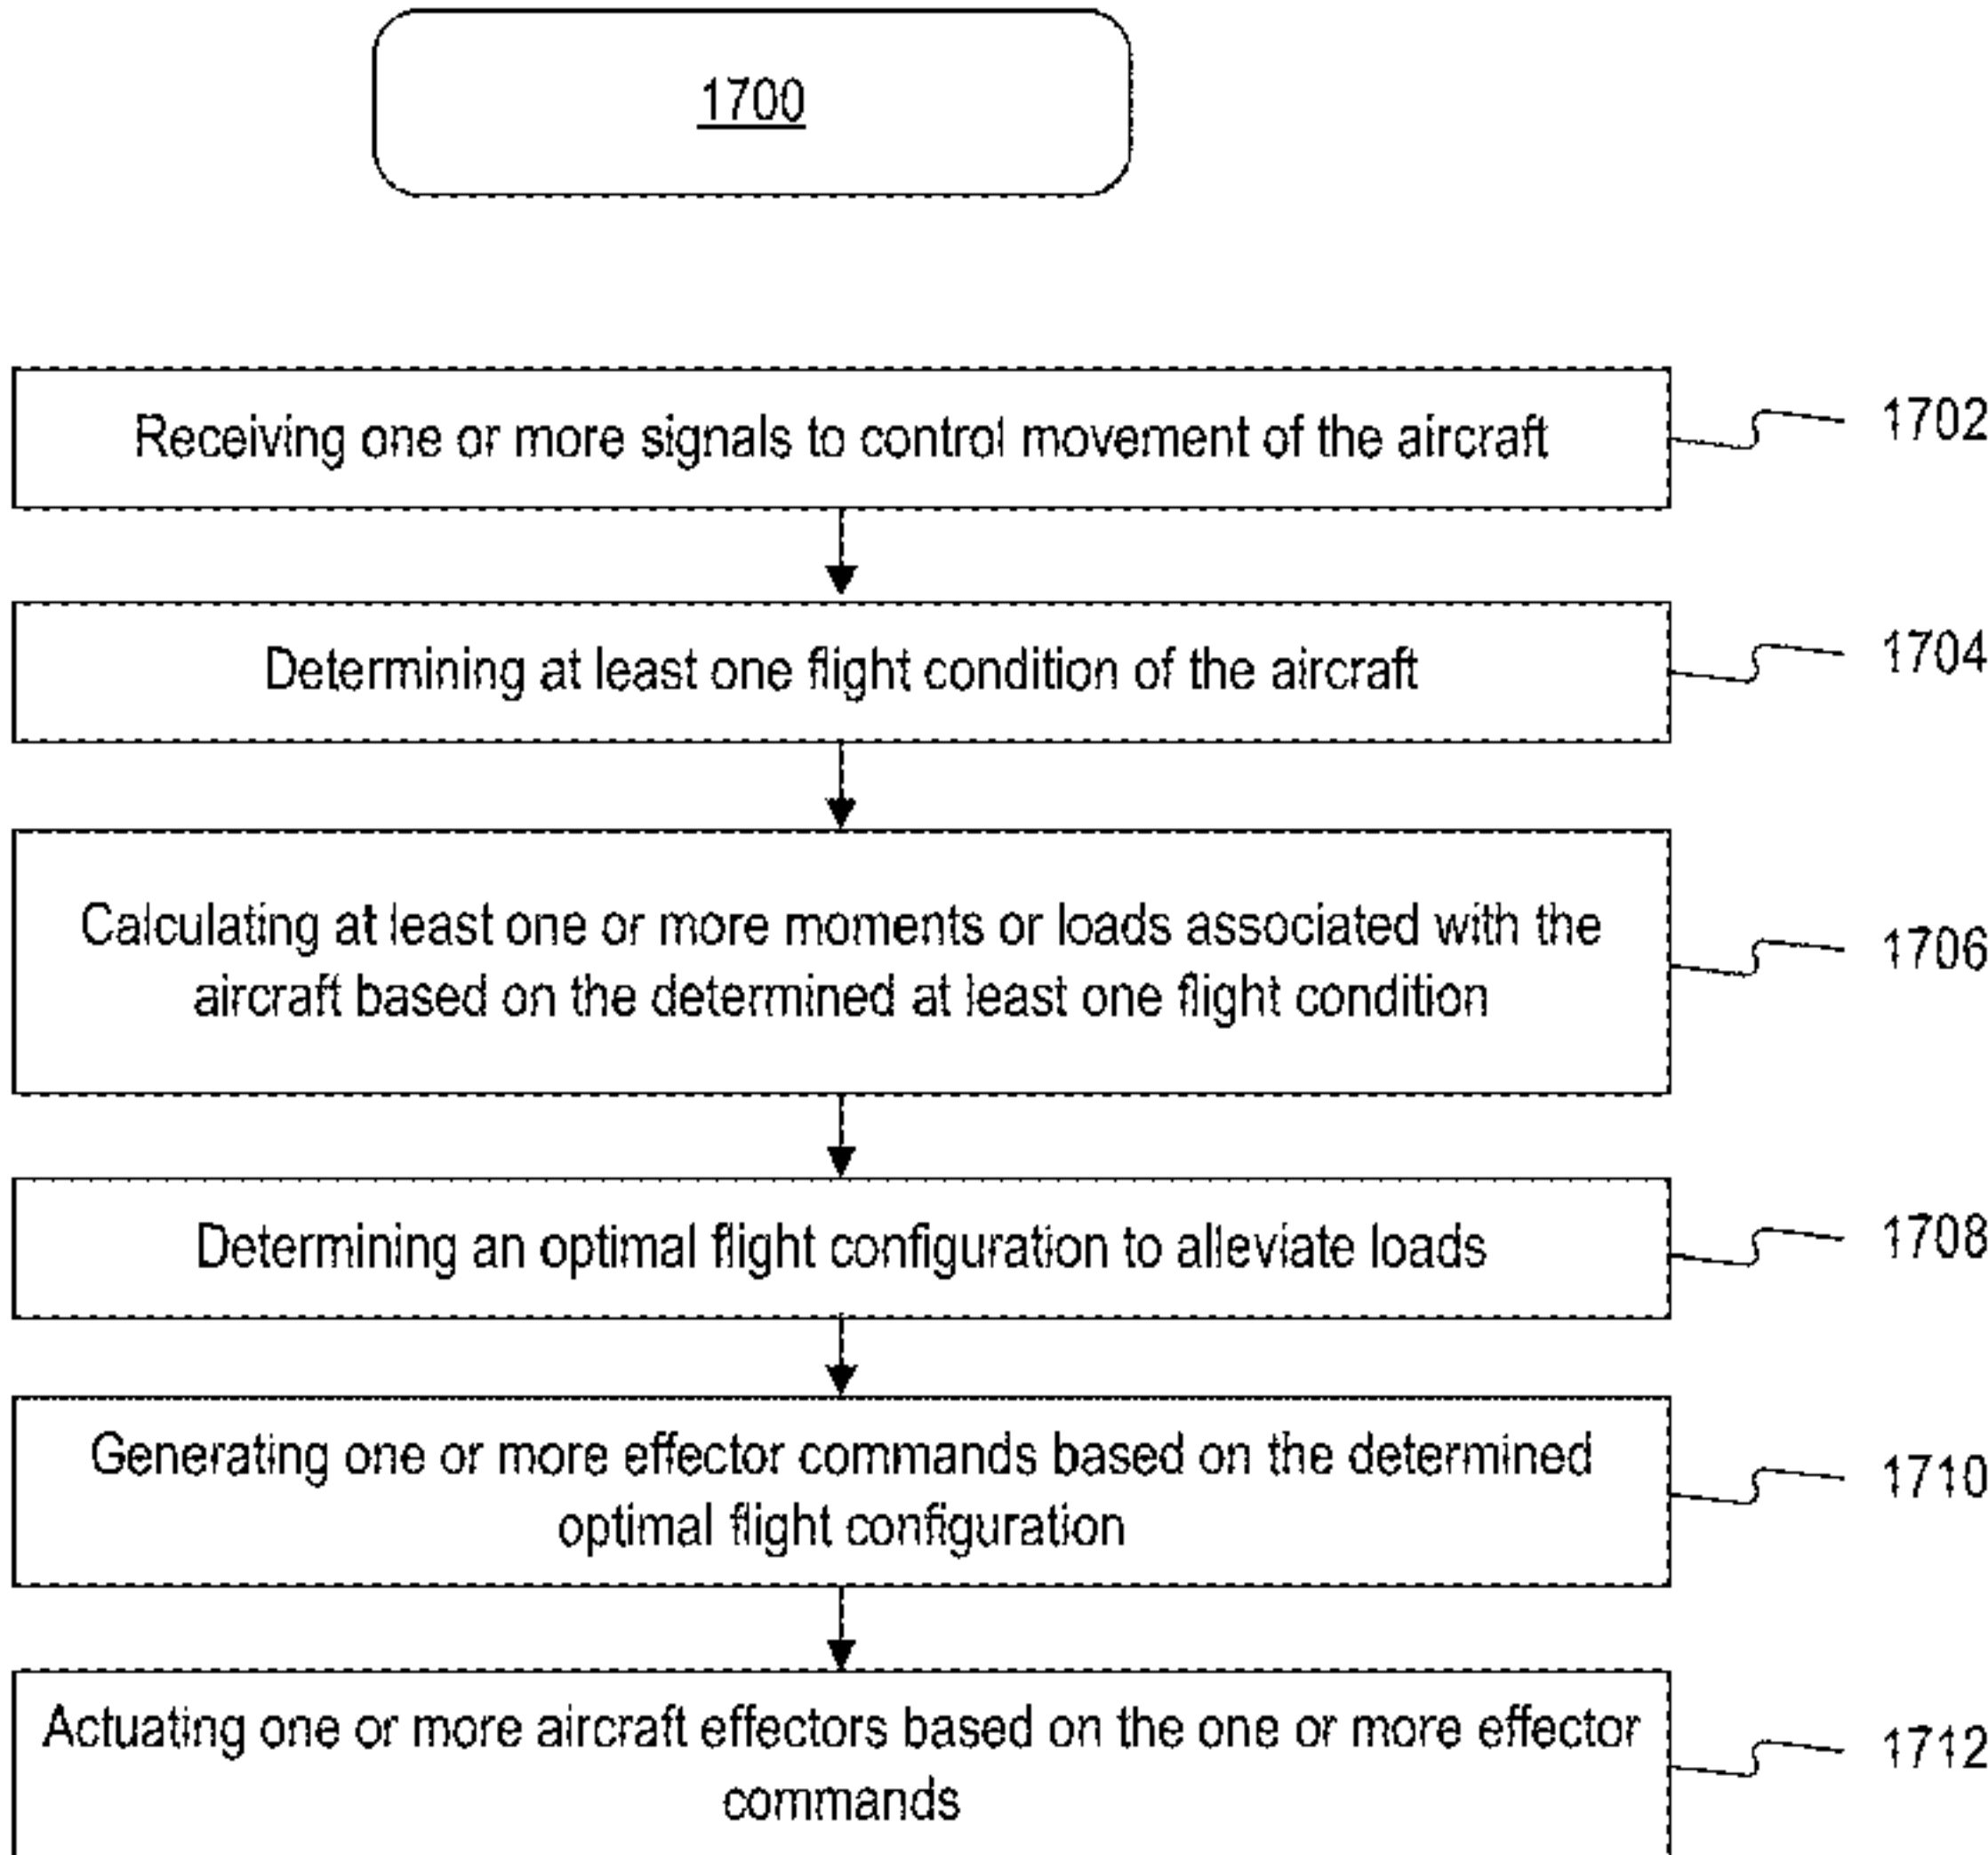 1700
Receiving one or more signals to control movement of the aircraft
1702
Determining at least one flight condition of the aircraft
1704
Calculating at least one or more moments or loads associated with the
aircraft based on the determined at least one flight condition
1706
Determining an optimal flight configuration to alleviate loads
1708
Generating one or more effector commands based on the determined
optimal flight configuration
1710
Actuating one or more aircraft effectors based on the one or more effector
commands
1712